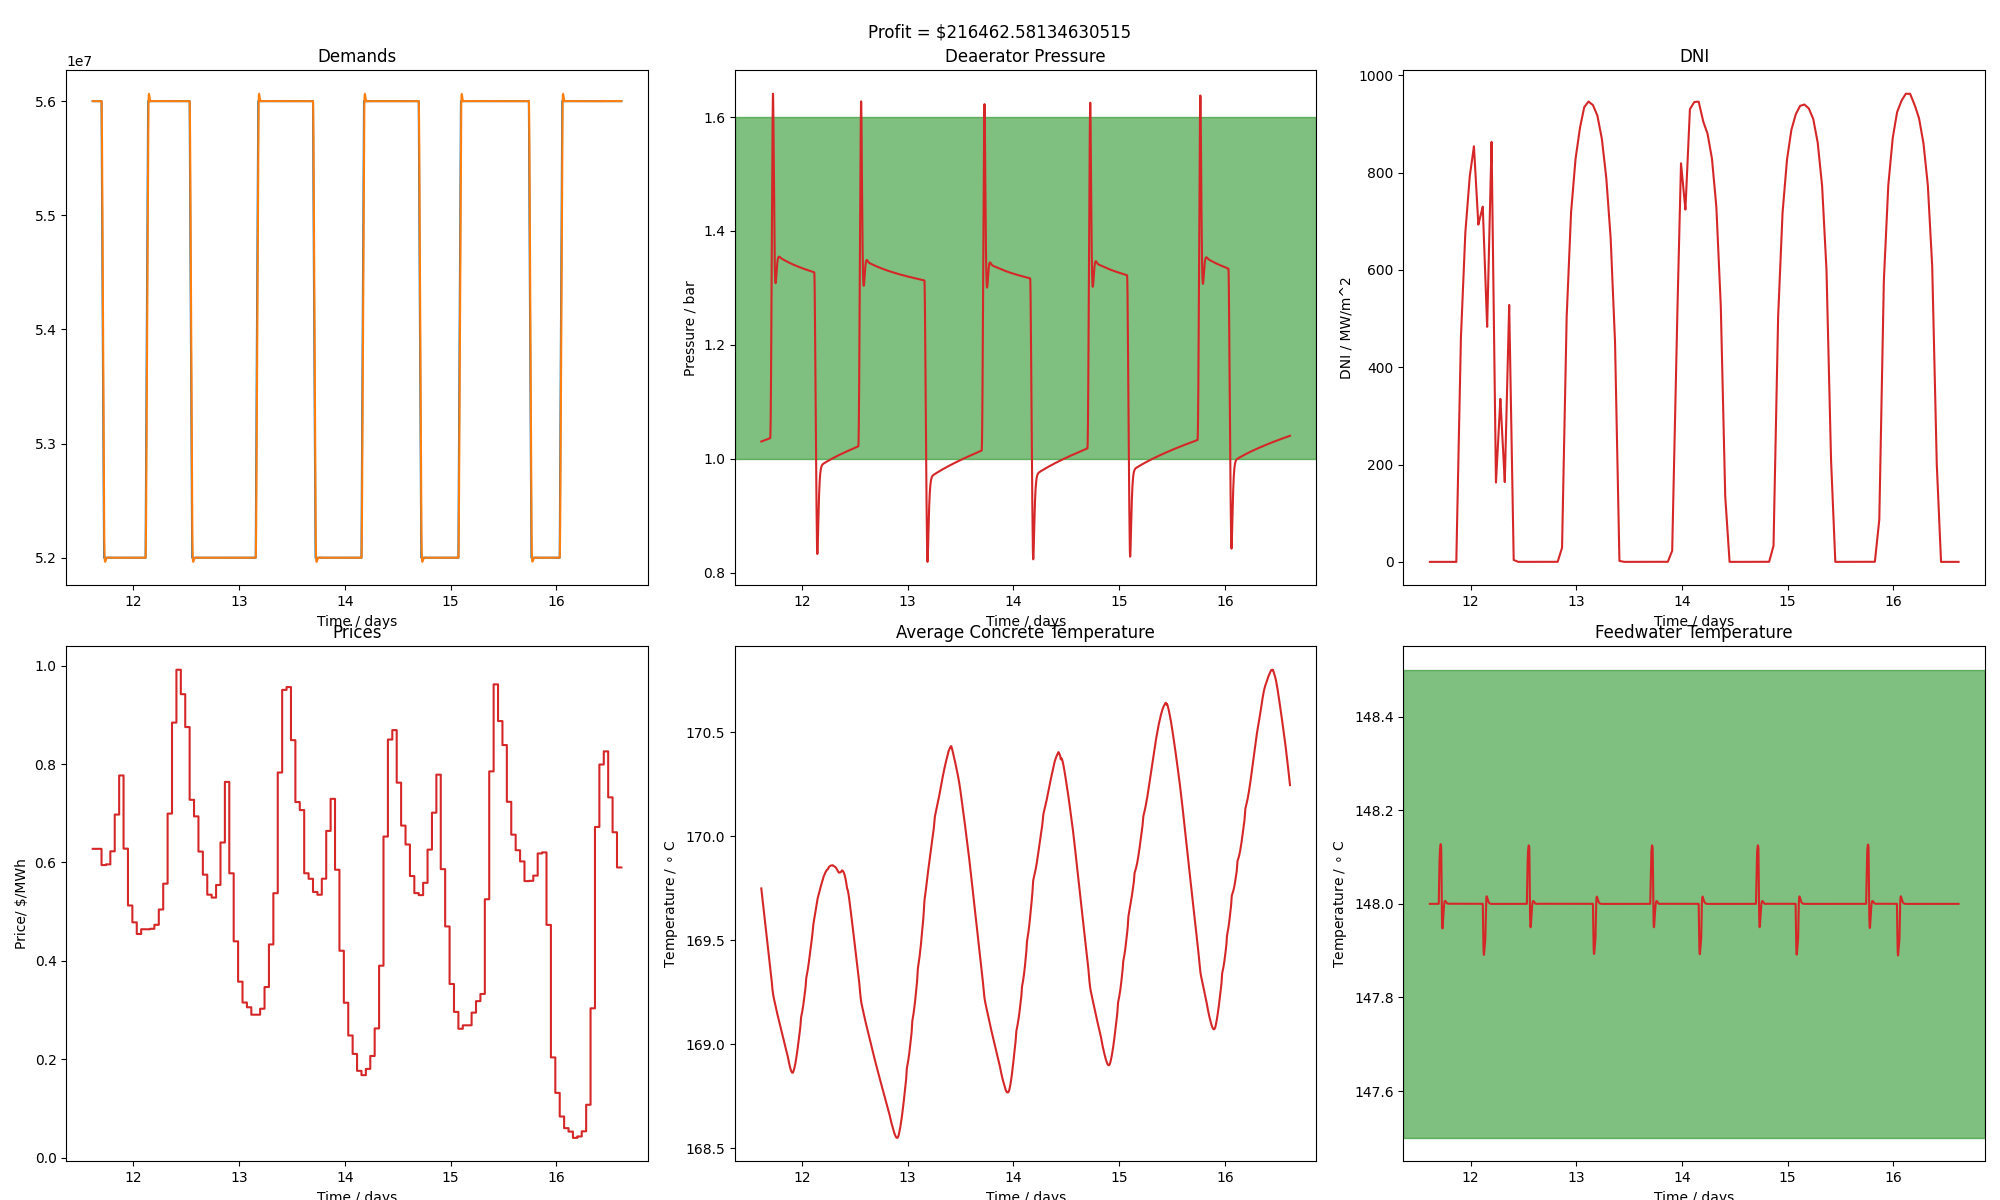 Profit = $216462.58134630515
Demands
1e7
5.6
5.5
5.4
5.3
5.2
12 13 14 15 16
Time / days
Deaerator Pressure
Pressure / bar
1.6
1.4
1.2
1.0
0.8
12 13 14 15 16
Time / days
DNI
DNI / MW/m^2
1000
800
600
400
200
0
12 13 14 15 16
Time / days
Prices
Price/ $/MWh
1.0
0.8
0.6
0.4
0.2
0.0
12 13 14 15 16
Time / days
Average Concrete Temperature
Temperature / ∘ C
170.5
170.0
169.5
169.0
168.5
12 13 14 15 16
Time / days
Feedwater Temperature
Temperature / ∘ C
148.4
148.2
148.0
147.8
147.6
12 13 14 15 16
Time / days